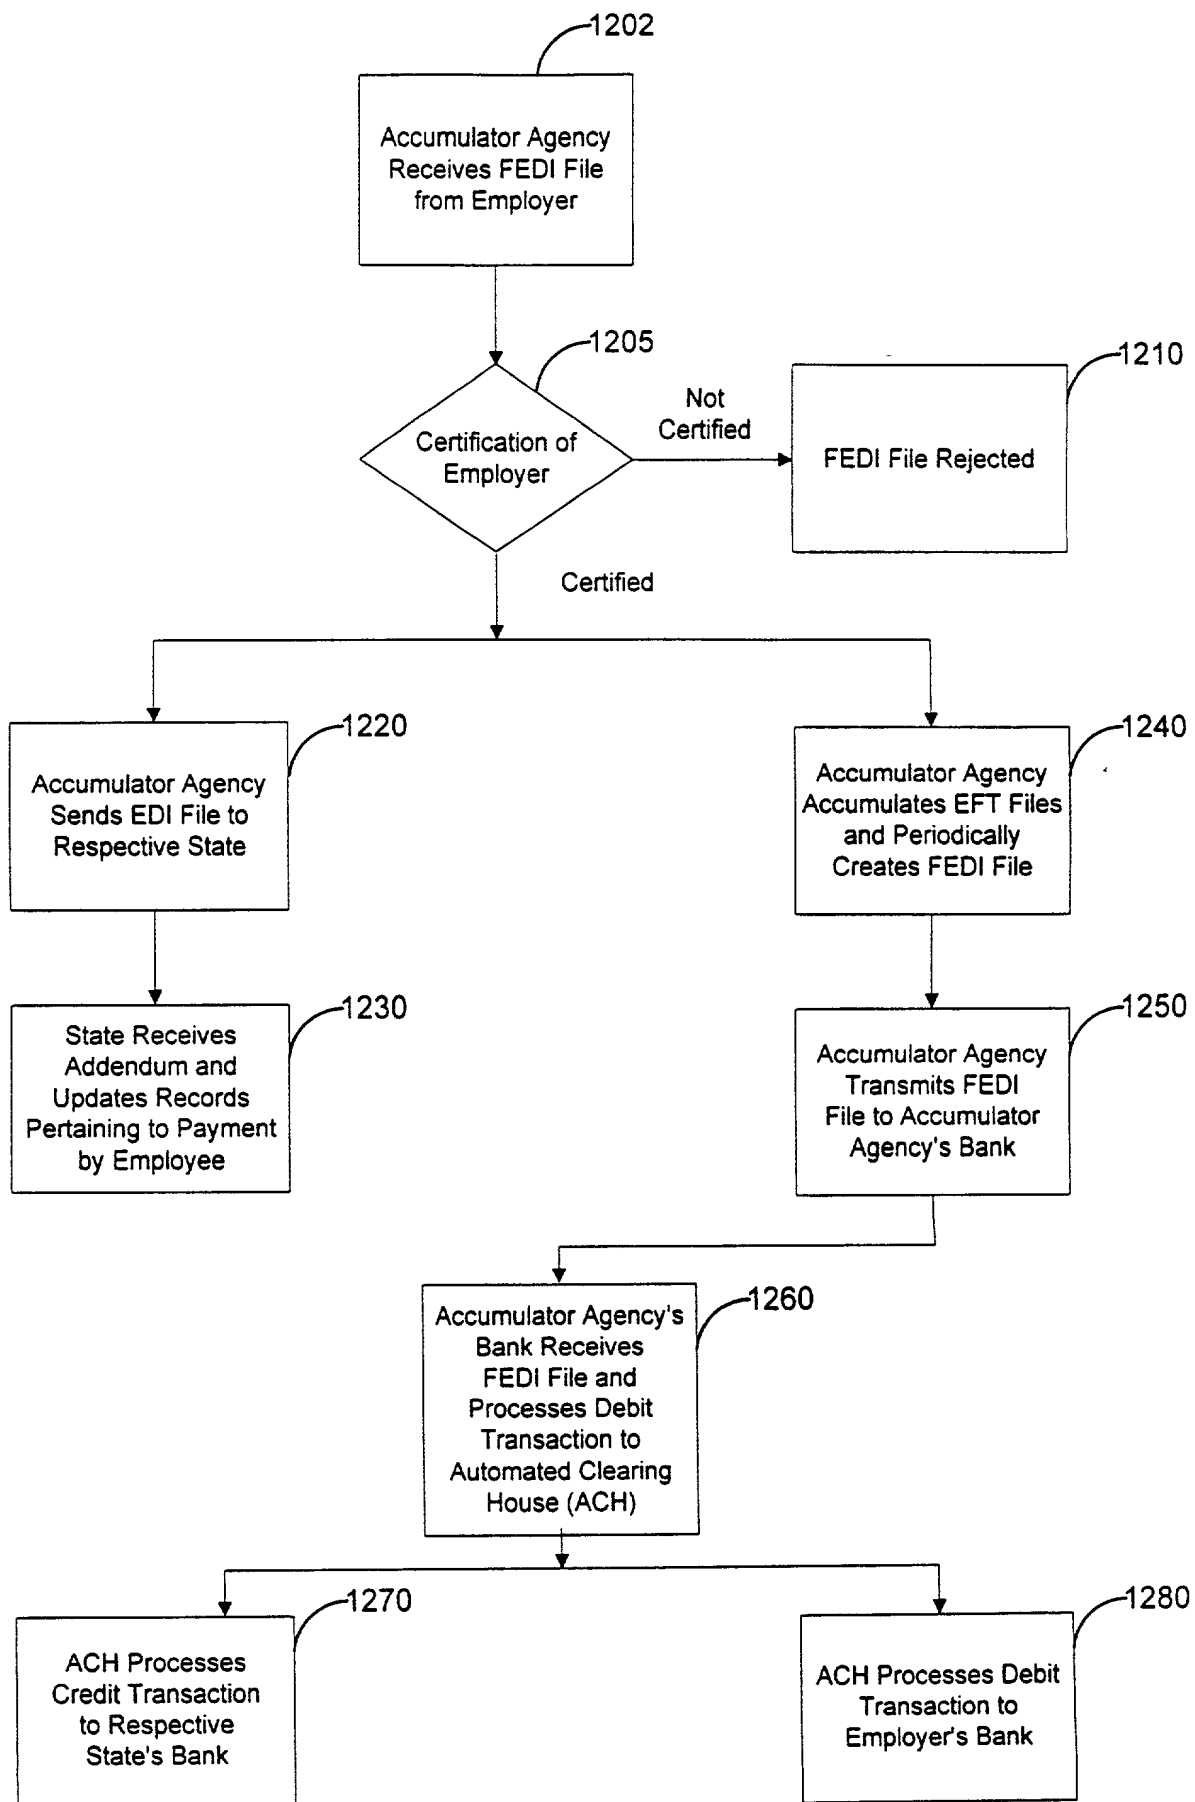 1202
Accumulator Agency
Receives FEDI File
from Employer
1205
Certification of
Employer
Not
Certified
1210
FEDI File Rejected
Certified
1220
Accumulator Agency
Sends EDI File to
Respective State
1240
Accumulator Agency
Accumulates EFT Files
and Periodically
Creates FEDI File
1230
State Receives
Addendum and
Updates Records
Pertaining to Payment
by Employee
1250
Accumulator Agency
Transmits FEDI
File to Accumulator
Agency's Bank
1260
Accumulator Agency's
Bank Receives
FEDI File and
Processes Debit
Transaction to
Automated Clearing
House (ACH)
1270
ACH Processes
Credit Transaction
to Respective
State's Bank
1280
ACH Processes Debit
Transaction to
Employer's Bank